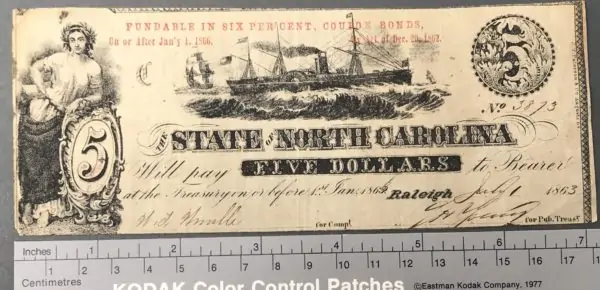 FUNDABLE IN SIX PER CENT. COUPON BONDS,
On or After Jan'y 1, 1866. An Act of Dec. 20, 1862.
C
5
No 3873
THE STATE OF NORTH CAROLINA
Will pay FIVE DOLLARS to Bearer
at the Treasury on or before 1st Jan. 1866 Raleigh July 1 1863
5
for Compt. for Pub. Treasr
Inches 1 2 3 4 5 6 7
Centimetres 1 2 3 4 5 6 7 8 9 10 11 12 13 14 15 16 17 18
KODAK Color Control Patches ©Eastman Kodak Company, 1977